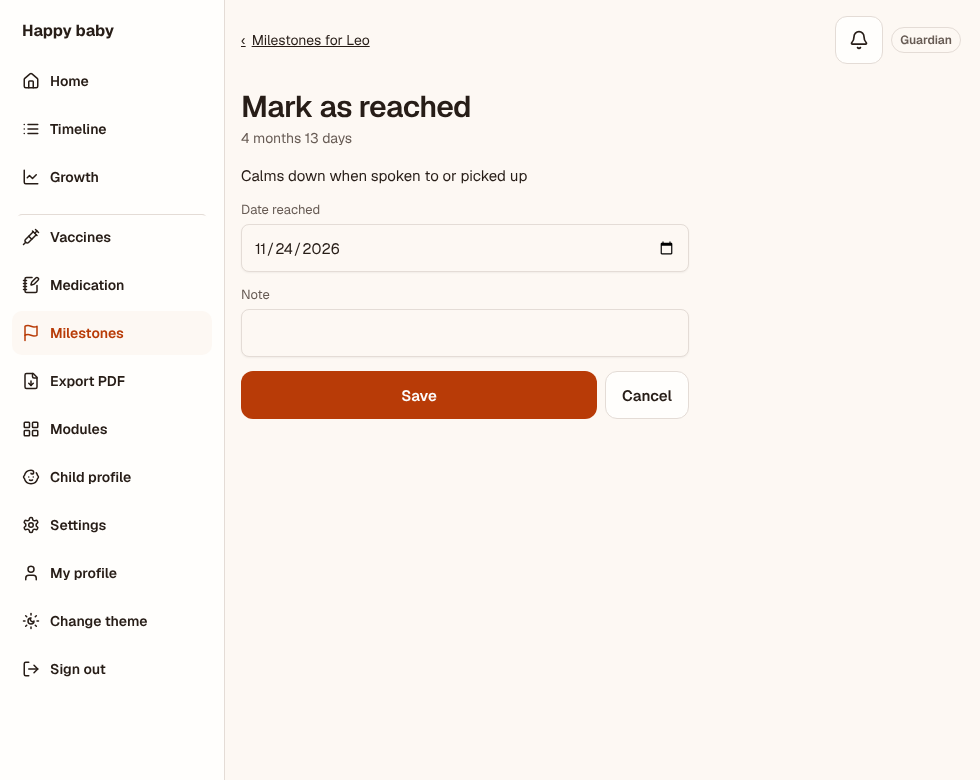 Happy baby
Home
Timeline
Growth
Vaccines
Medication
Milestones
Export PDF
Modules
Child profile
Settings
My profile
Change theme
Sign out
‹ Milestones for Leo
Guardian
Mark as reached
4 months 13 days
Calms down when spoken to or picked up
Date reached
11/24/2026
Note
Save
Cancel